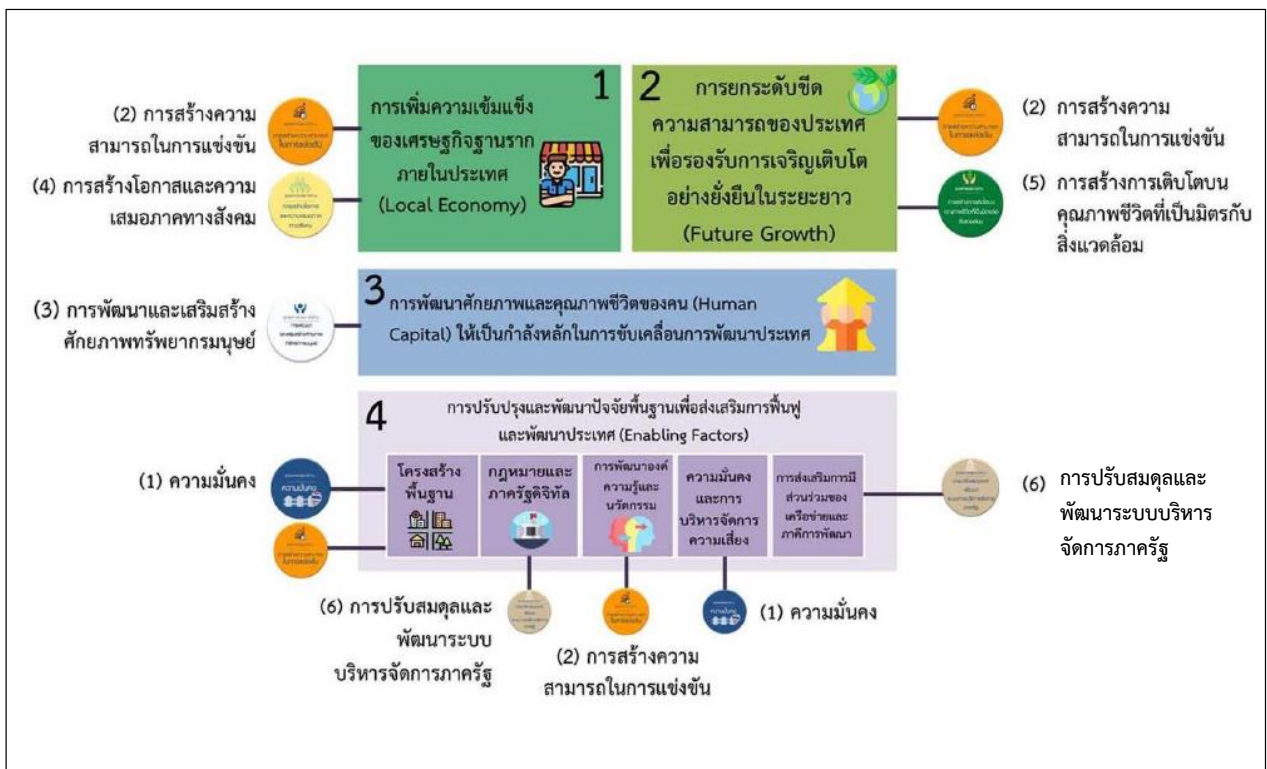 1
การเพิ่มความเข้มแข็ง
ของเศรษฐกิจฐานราก
ภายในประเทศ
(Local Economy)
(2) การสร้างความ
สามารถในการแข่งขัน
(4) การสร้างโอกาสและความ
เสมอภาคทางสังคม
2
การยกระดับขีด
ความสามารถของประเทศ
เพื่อรองรับการเจริญเติบโต
อย่างยั่งยืนในระยะยาว
(Future Growth)
(2) การสร้างความ
สามารถในการแข่งขัน
(5) การสร้างการเติบโตบน
คุณภาพชีวิตที่เป็นมิตรกับ
สิ่งแวดล้อม
(3) การพัฒนาและเสริมสร้าง
ศักยภาพทรัพยากรมนุษย์
3
การพัฒนาศักยภาพและคุณภาพชีวิตของคน (Human
Capital) ให้เป็นกำลังหลักในการขับเคลื่อนการพัฒนาประเทศ
4
การปรับปรุงและพัฒนาปัจจัยพื้นฐานเพื่อส่งเสริมการฟื้นฟู
และพัฒนาประเทศ (Enabling Factors)
(1) ความมั่นคง
ความมั่นคง
โครงสร้าง
พื้นฐาน
กฎหมายและ
ภาครัฐดิจิทัล
การพัฒนาองค์
ความรู้และ
นวัตกรรม
ความมั่นคง
และการ
บริหารจัดการ
ความเสี่ยง
การส่งเสริมการมี
ส่วนร่วมของ
เครือข่ายและ
ภาคีการพัฒนา
(6) การปรับสมดุลและ
พัฒนาระบบบริหาร
จัดการภาครัฐ
(6) การปรับสมดุลและ
พัฒนาระบบ
บริหารจัดการภาครัฐ
(2) การสร้างความ
สามารถในการแข่งขัน
(1) ความมั่นคง